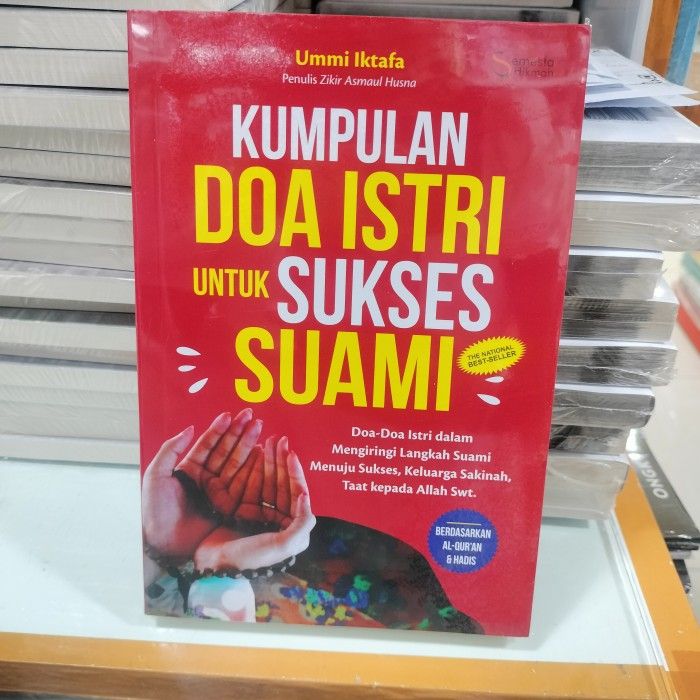 Ummi Iktafa
Penulis Zikir Asmaul Husna
Semesta
Hikmah
KUMPULAN
DOA ISTRI
UNTUK SUKSES
SUAMI
THE NATIONAL
BEST-SELLER
Doa-Doa Istri dalam
Mengiringi Langkah Suami
Menuju Sukses, Keluarga Sakinah,
Taat kepada Allah Swt.
BERDASARKAN
AL-QUR'AN
& HADIS